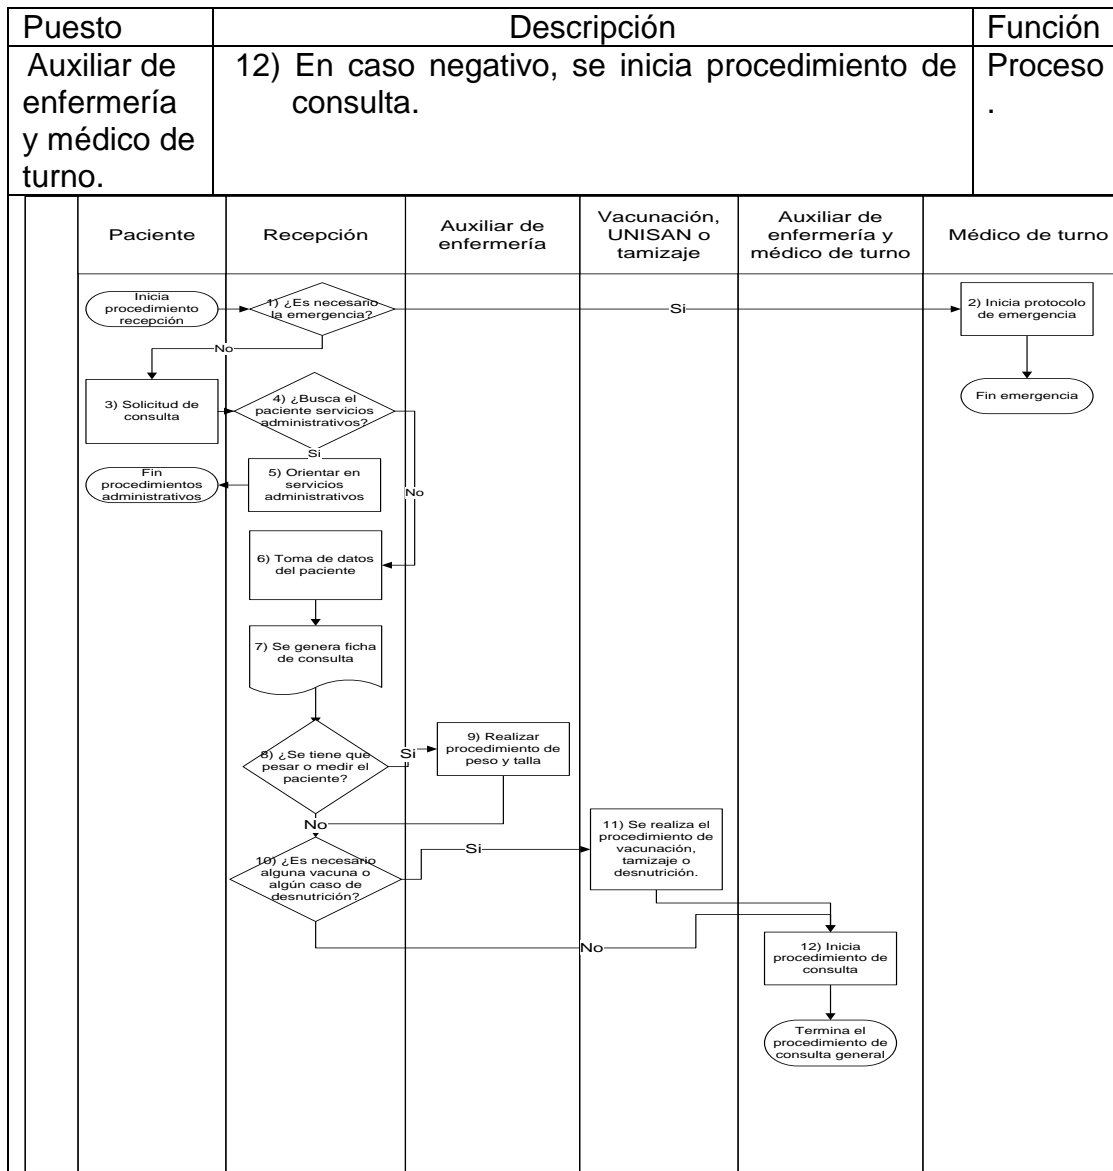 Puesto
Descripción
Función
Auxiliar de
enfermería
y médico de
turno.
12) En caso negativo, se inicia procedimiento de
consulta.
Proceso
.
Paciente
Recepción
Auxiliar de
enfermería
Vacunación,
UNISAN o
tamizaje
Auxiliar de
enfermería y
médico de turno
Médico de turno
Inicia
procedimiento
recepción
1) ¿Es necesario
la emergencia?
Si
2) Inicia protocolo
de emergencia
No
Fin emergencia
3) Solicitud de
consulta
4) ¿Busca el
paciente servicios
administrativos?
Si
No
Fin
procedimientos
administrativos
5) Orientar en
servicios
administrativos
6) Toma de datos
del paciente
7) Se genera ficha
de consulta
8) ¿Se tiene que
pesar o medir el
paciente?
Si
9) Realizar
procedimiento de
peso y talla
No
10) ¿Es necesario
alguna vacuna o
algún caso de
desnutrición?
Si
11) Se realiza el
procedimiento de
vacunación,
tamizaje o
desnutrición.
No
12) Inicia
procedimiento de
consulta
Termina el
procedimiento de
consulta general